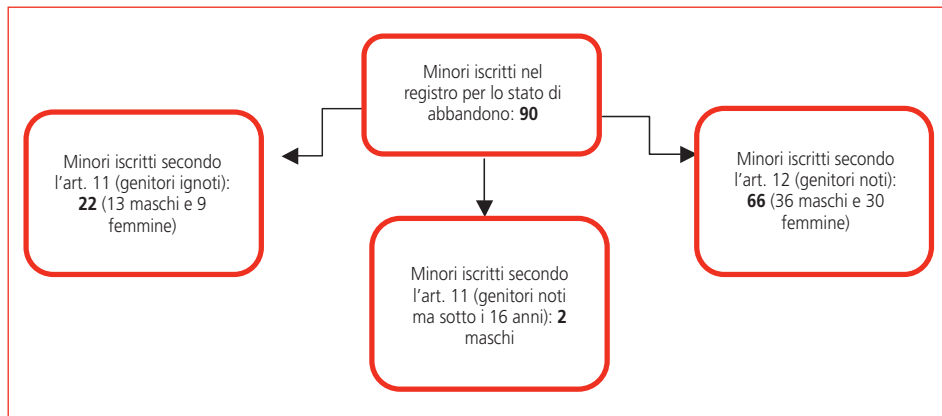 Minori iscritti nel
registro per lo stato di
abbandono: 90
Minori iscritti secondo
l'art. 11 (genitori ignoti):
22 (13 maschi e 9
femmine)
Minori iscritti secondo
l'art. 11 (genitori noti
ma sotto i 16 anni): 2
maschi
Minori iscritti secondo
l'art. 12 (genitori noti):
66 (36 maschi e 30
femmine)